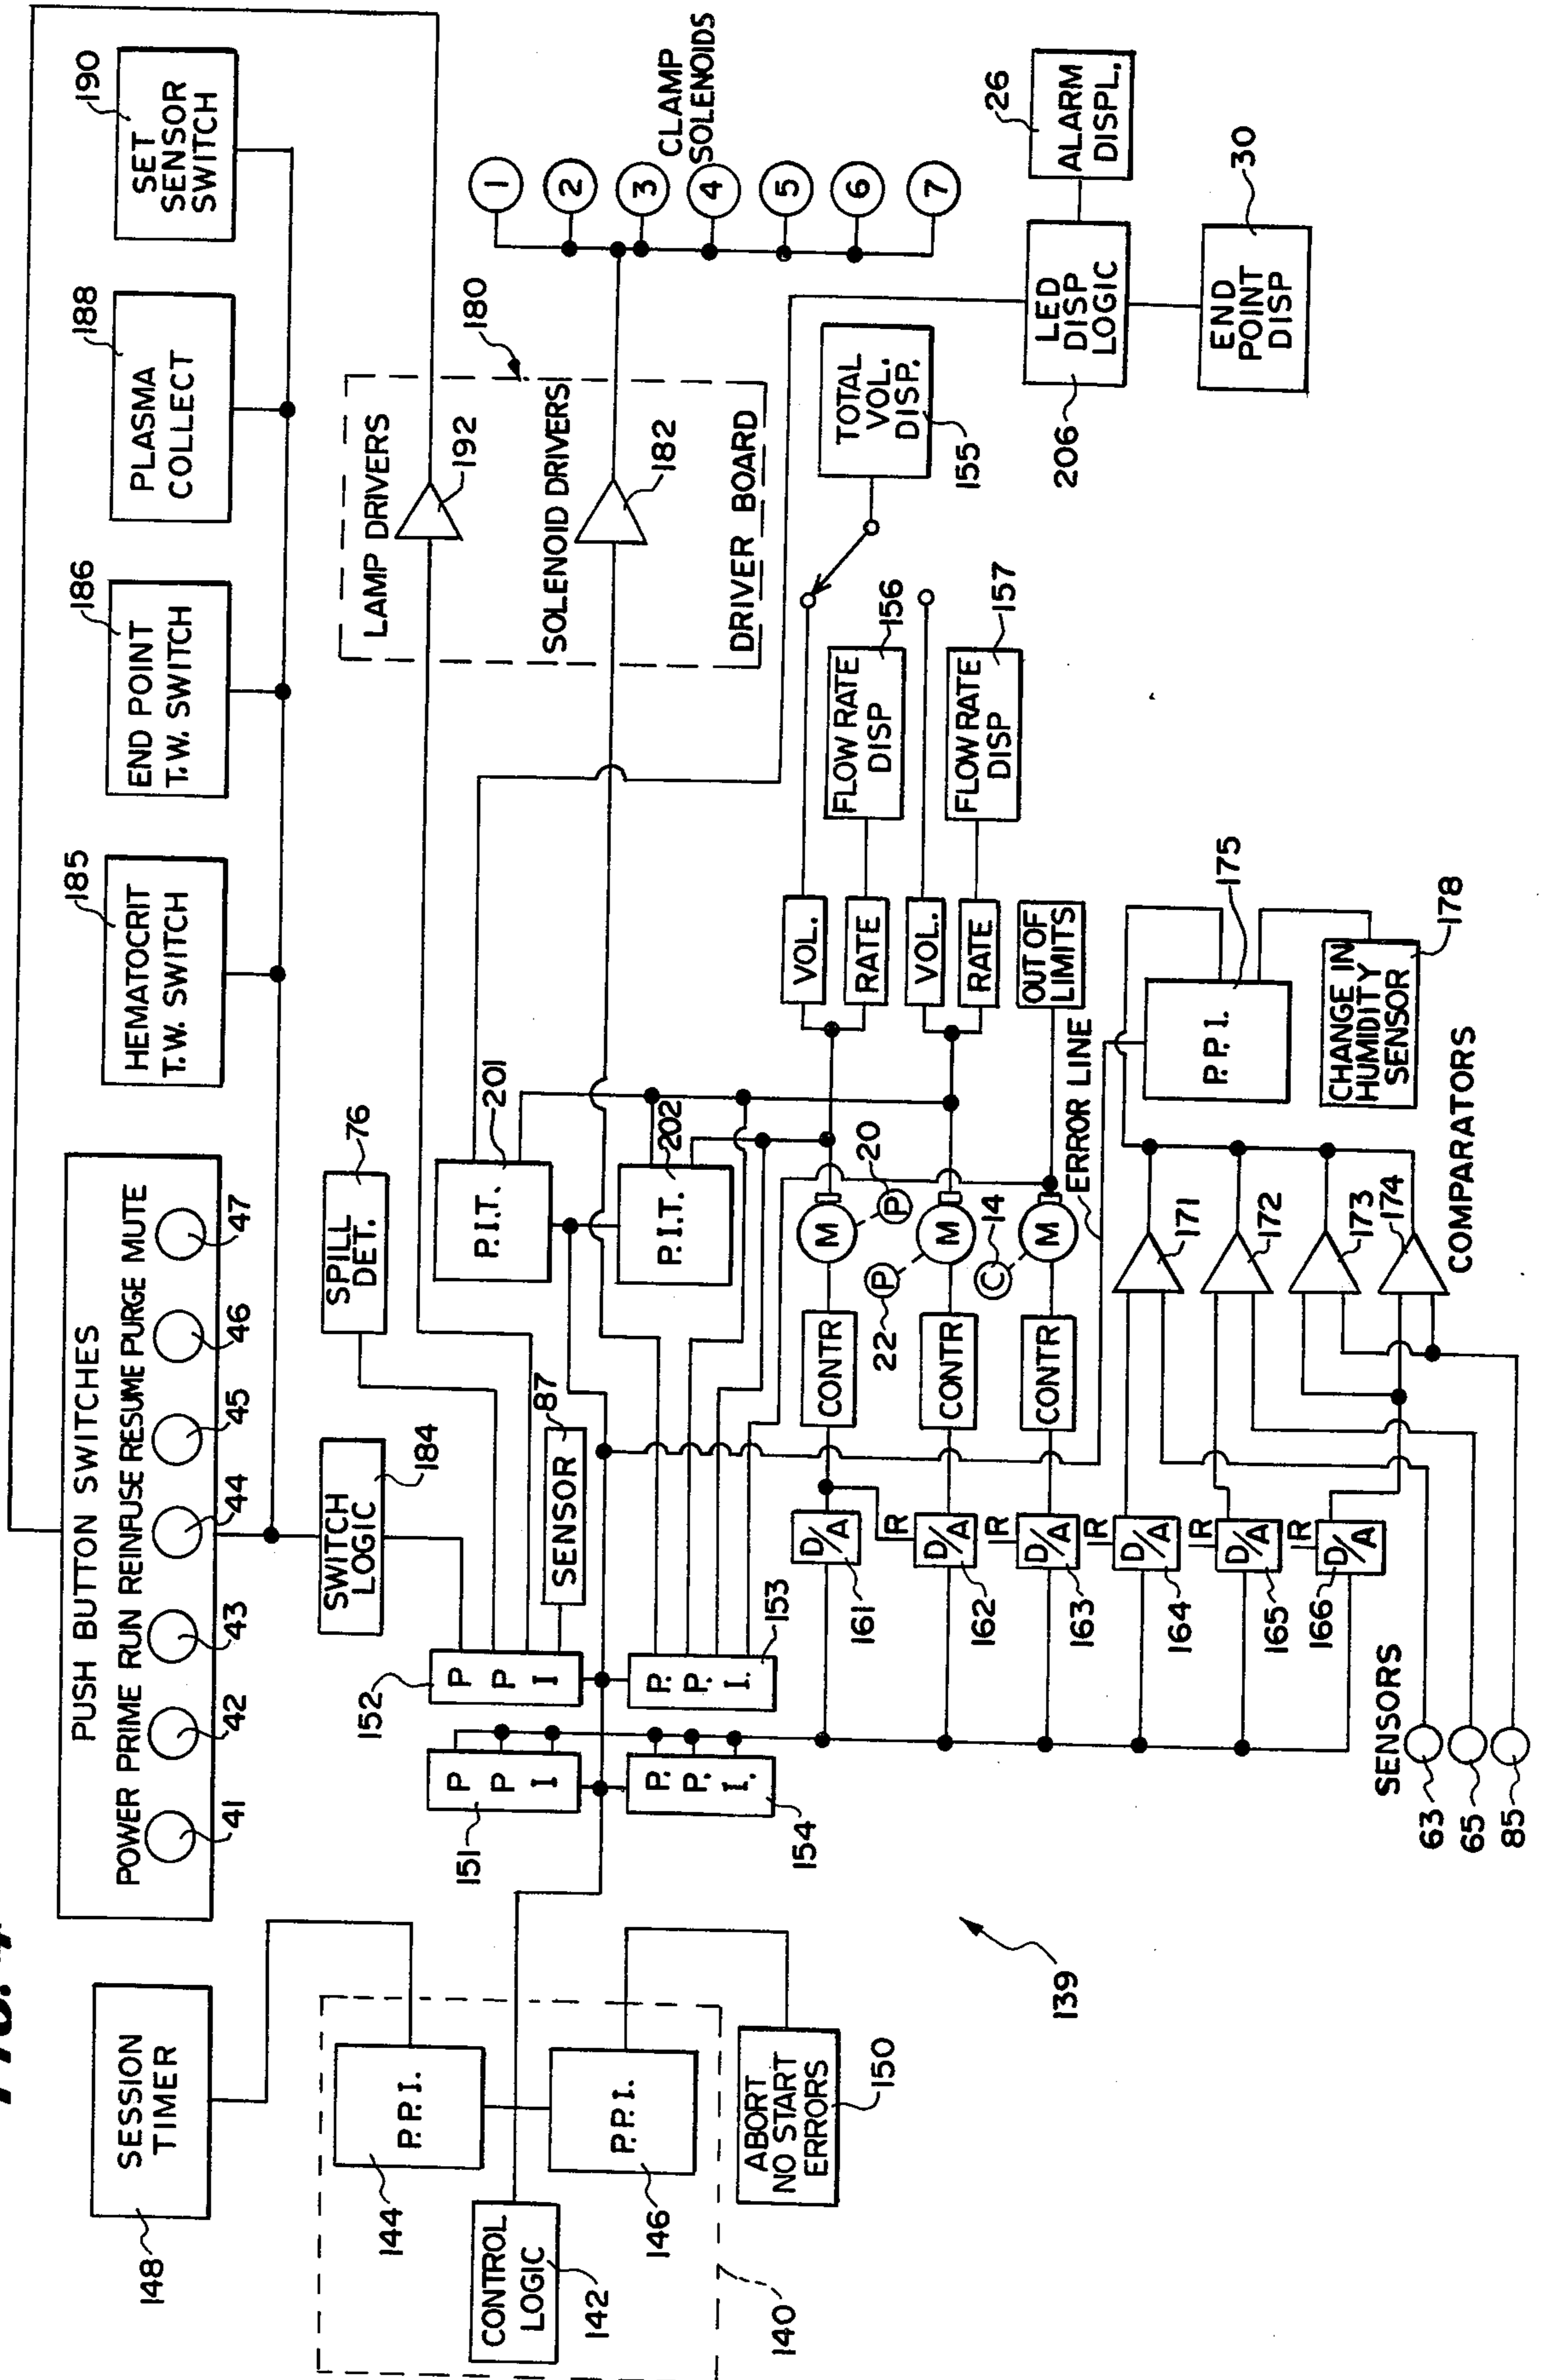 PUSH BUTTON SWITCHES
POWER PRIME RUN REINFUSE RESUME PURGE MUTE
41
42
43
44
45
46
47
SESSION
TIMER
148
HEMATOCRIT
T.W. SWITCH
185
END POINT
T.W. SWITCH
186
PLASMA
COLLECT
188
SET
SENSOR
SWITCH
190
P.P.I.
144
CONTROL
LOGIC
142
P.P.I.
146
140
ABORT
NO START
ERRORS
150
139
SWITCH
LOGIC
184
SPILL
DET.
76
SENSOR
87
P
P
I
151
P
P
I
152
P.
P.
I.
153
P.
P.
I.
154
P.I.T.
201
P.I.T.
202
LAMP DRIVERS
192
SOLENOID DRIVERS
182
DRIVER BOARD
180
1
2
3
4
5
6
7
CLAMP
SOLENOIDS
TOTAL
VOL.
DISP.
155
LED
DISP
LOGIC
206
ALARM
DISPL.
26
END
POINT
DISP
30
D/A
161
R
D/A
162
R
D/A
163
R
D/A
164
R
D/A
165
R
D/A
166
CONTR
CONTR
CONTR
M
P
20
M
P
22
M
C
14
VOL.
RATE
VOL.
RATE
OUT OF
LIMITS
FLOW RATE
DISP
156
FLOW RATE
DISP
157
ERROR LINE
P.P.I.
175
CHANGE IN
HUMIDITY
SENSOR
178
171
172
173
174
COMPARATORS
SENSORS
63
65
85